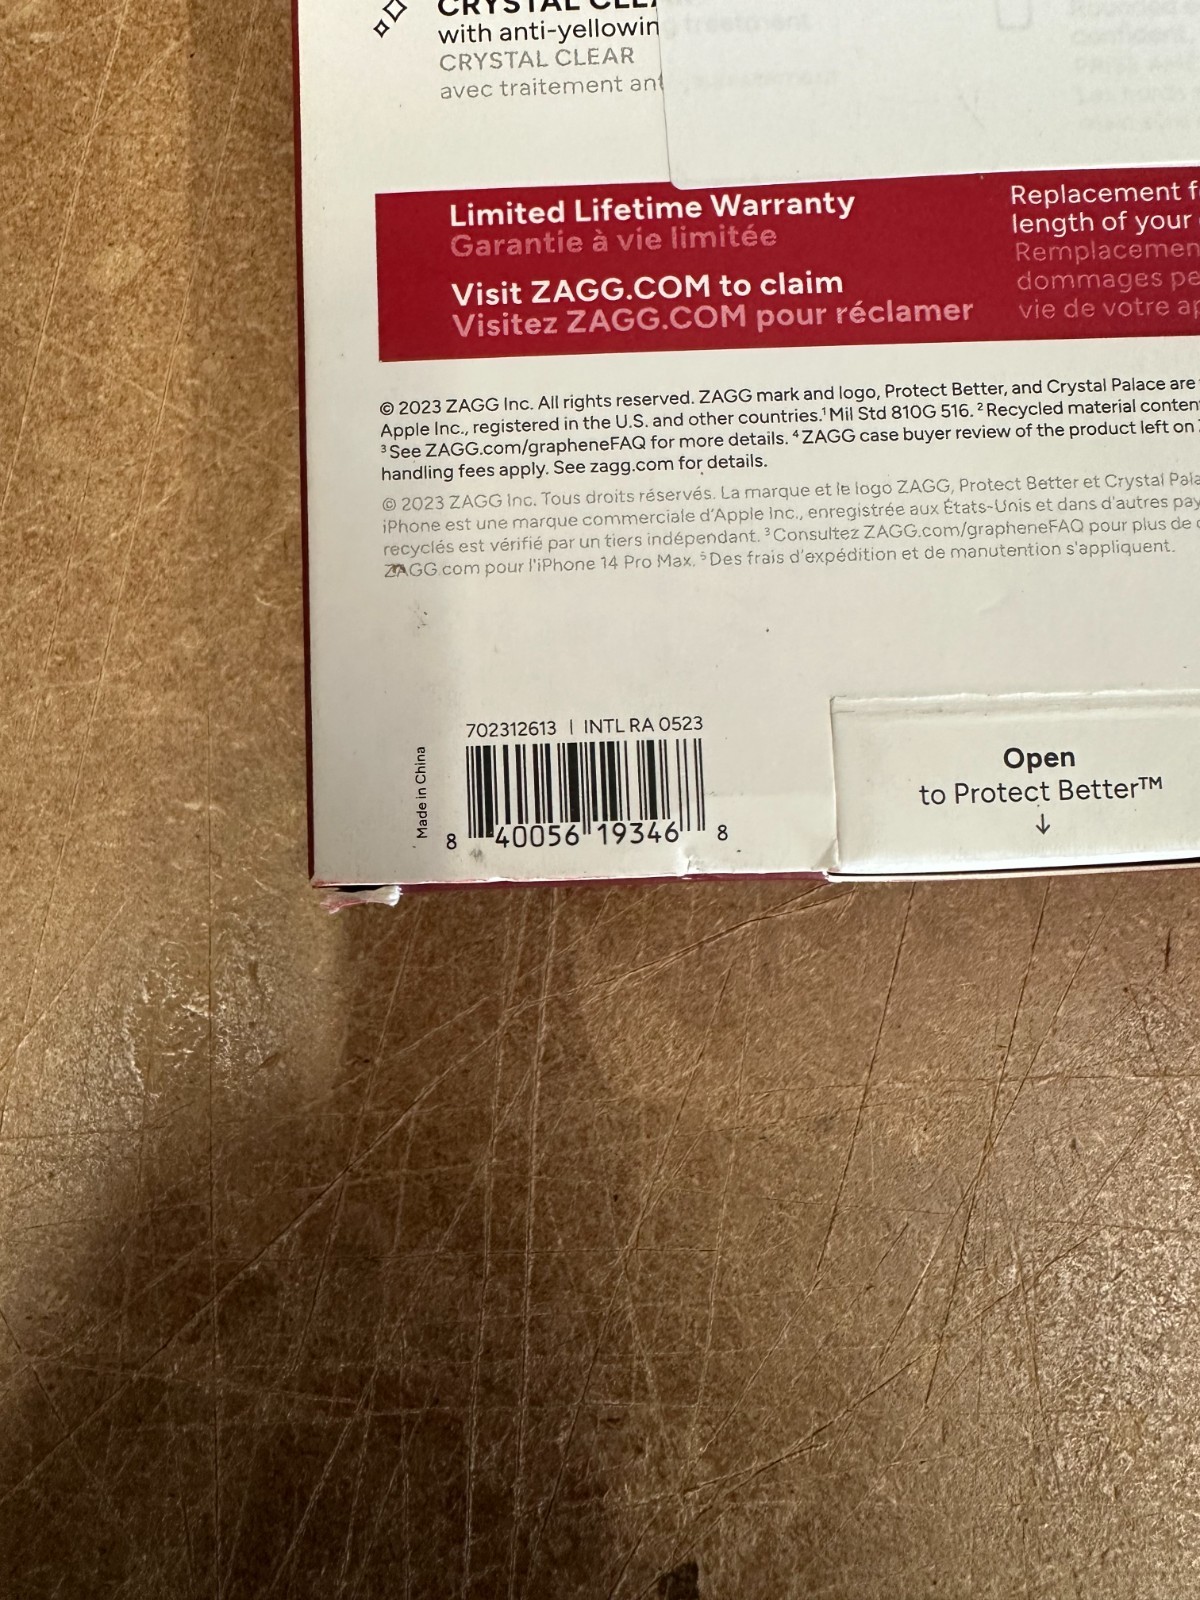 CRYSTAL CLEA
with anti-yellowin
CRYSTAL CLEAR
avec traitement ant
Limited Lifetime Warranty
Garantie à vie limitée
Visit ZAGG.COM to claim
Visitez ZAGG.COM pour réclamer
Replacement f
length of your
Remplacemen
dommages pe
vie de votre ap
© 2023 ZAGG Inc. All rights reserved. ZAGG mark and logo, Protect Better, and Crystal Palace are
Apple Inc., registered in the U.S. and other countries.¹ Mil Std 810G 516. ² Recycled material conten
³ See ZAGG.com/grapheneFAQ for more details. ⁴ ZAGG case buyer review of the product left on
handling fees apply. See zagg.com for details.
© 2023 ZAGG Inc. Tous droits réservés. La marque et le logo ZAGG, Protect Better et Crystal Pala
iPhone est une marque commerciale d'Apple Inc., enregistrée aux États-Unis et dans d'autres pay
recyclés est vérifié par un tiers indépendant. ³ Consultez ZAGG.com/grapheneFAQ pour plus de
ZAGG.com pour l'iPhone 14 Pro Max. ⁵ Des frais d'expédition et de manutention s'appliquent.
Made in China
702312613 | INTL RA 0523
8 40056 19346 8
Open
to Protect Better™
↓